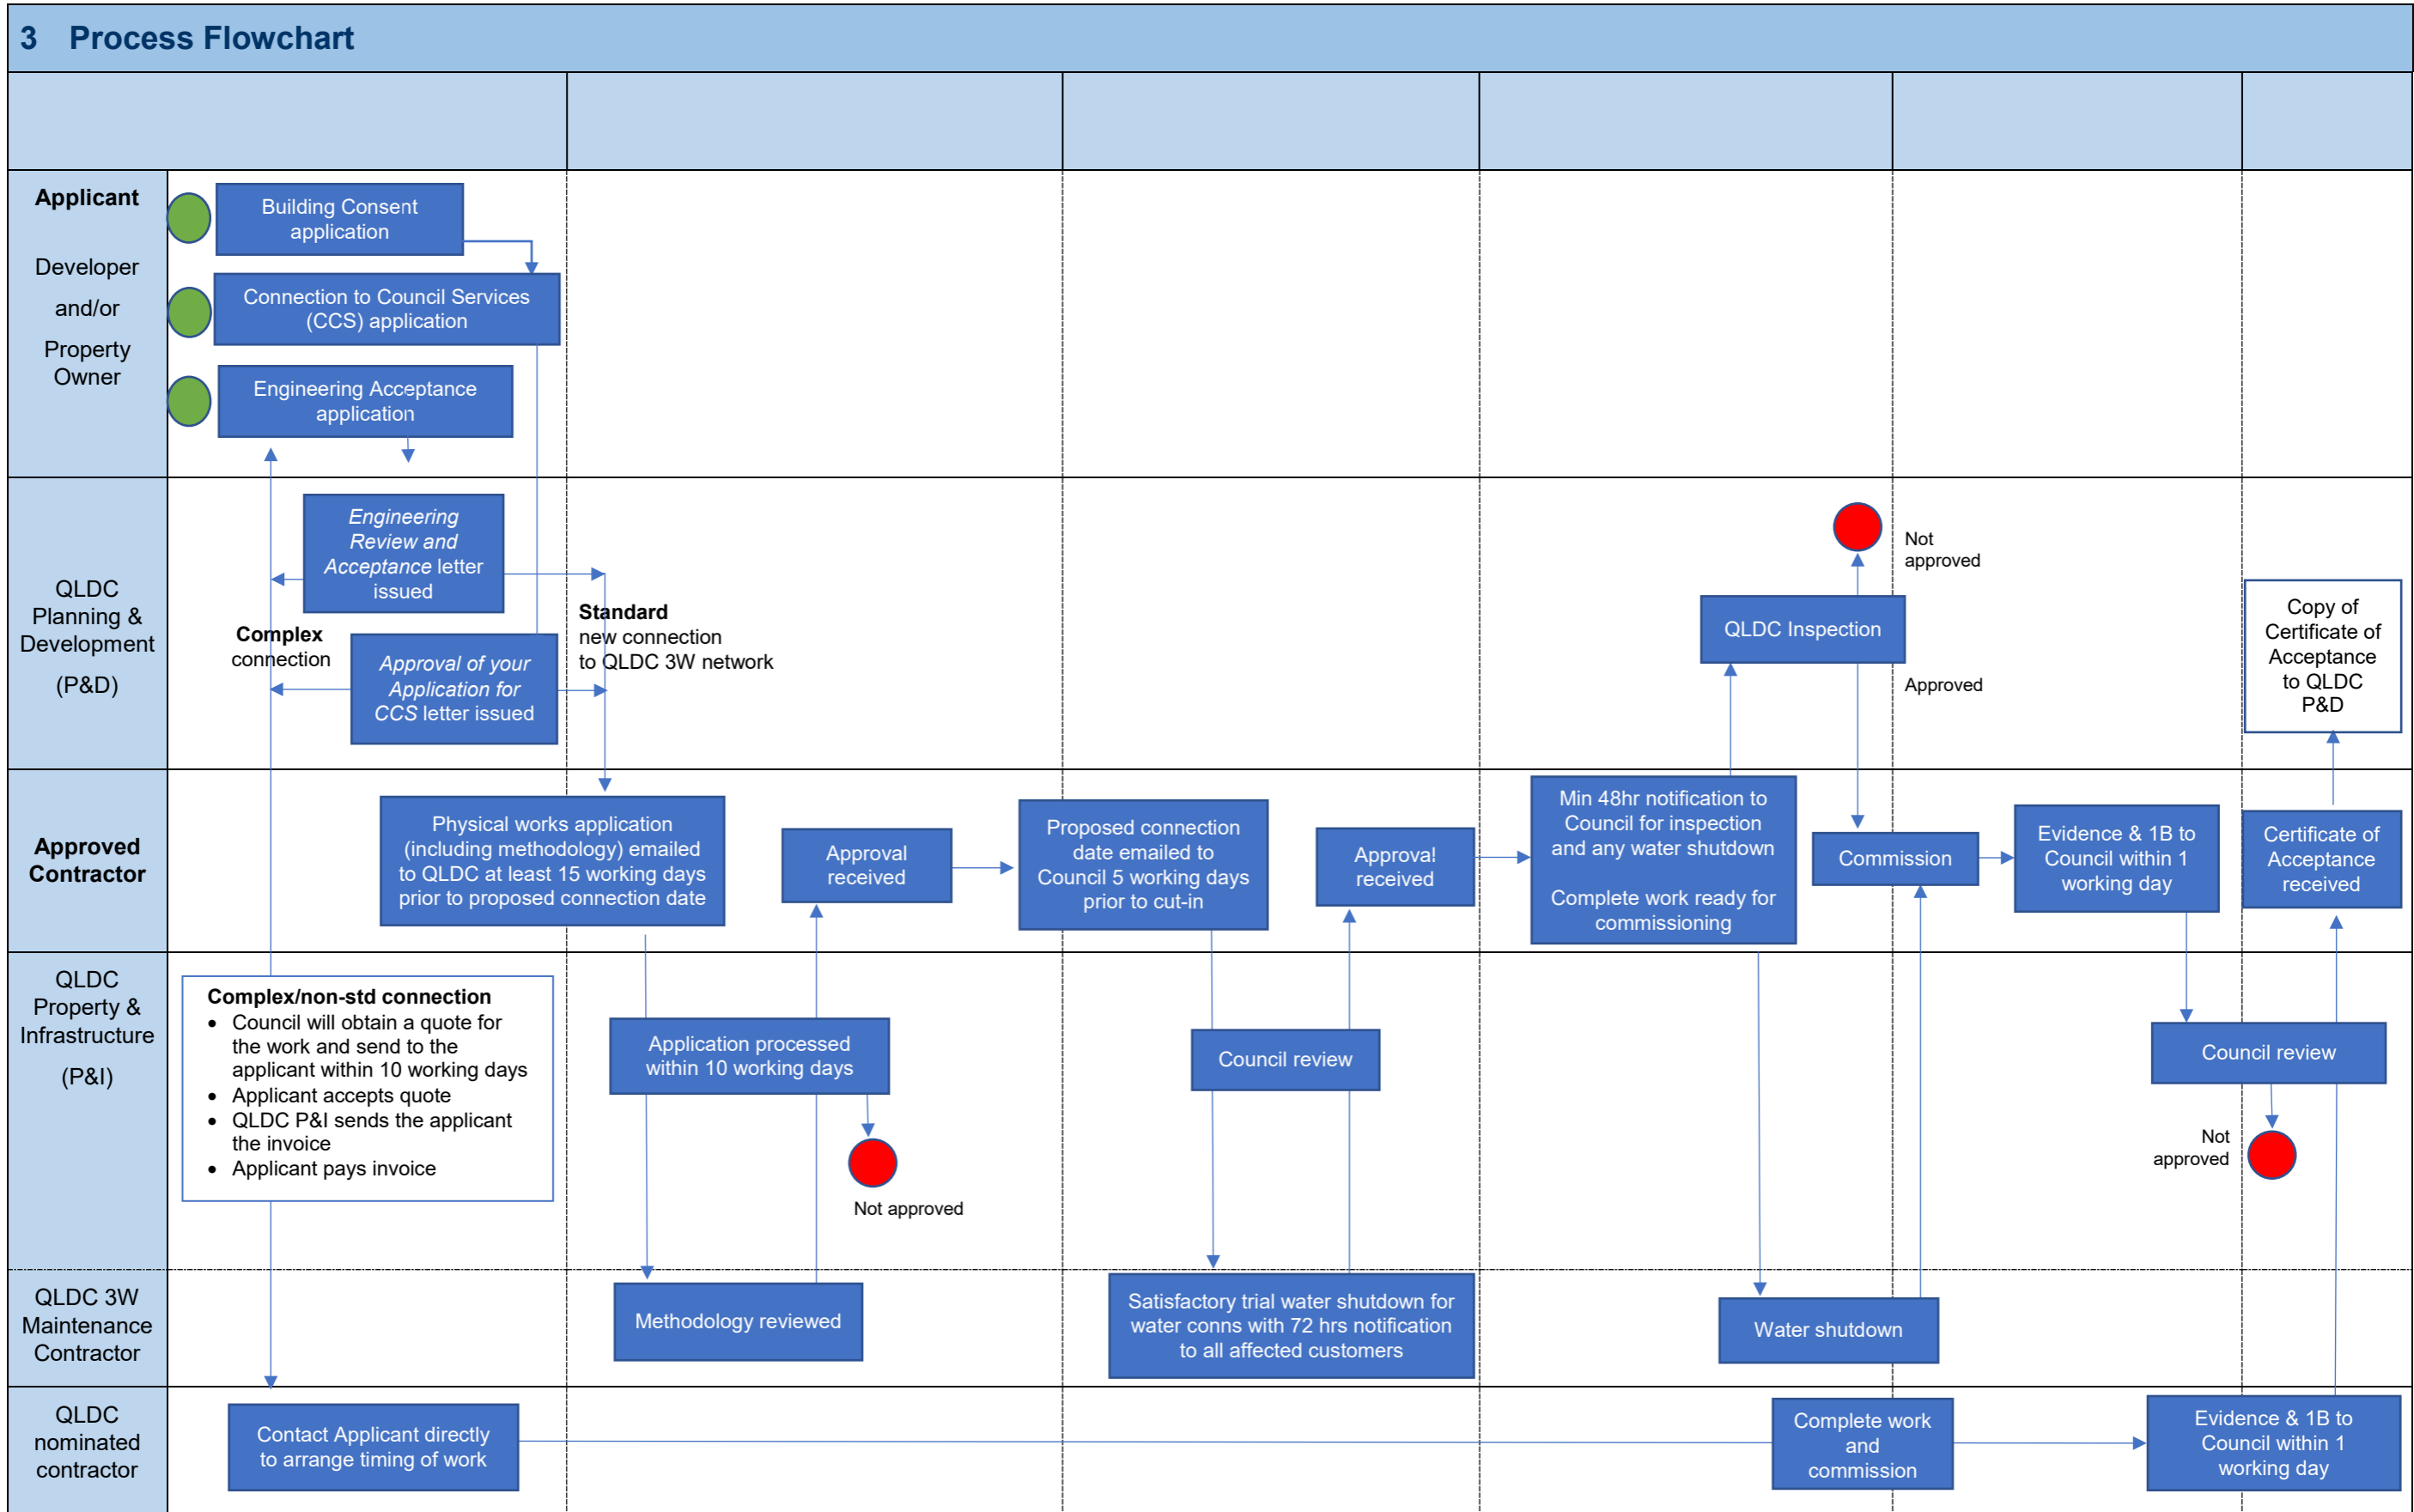 3 Process Flowchart
Applicant
Developer
and/or
Property
Owner
Building Consent
application
Connection to Council Services
(CCS) application
Engineering Acceptance
application
QLDC
Planning &
Development
(P&D)
Engineering
Review and
Acceptance letter
issued
Complex
connection
Approval of your
Application for
CCS letter issued
Standard
new connection
to QLDC 3W network
Not
approved
QLDC Inspection
Approved
Copy of
Certificate of
Acceptance
to QLDC
P&D
Approved
Contractor
Physical works application
(including methodology) emailed
to QLDC at least 15 working days
prior to proposed connection date
Approval
received
Proposed connection
date emailed to
Council 5 working days
prior to cut-in
Approval
received
Min 48hr notification to
Council for inspection
and any water shutdown
Complete work ready for
commissioning
Commission
Evidence & 1B to
Council within 1
working day
Certificate of
Acceptance
received
QLDC
Property &
Infrastructure
(P&I)
Complex/non-std connection
• Council will obtain a quote for
the work and send to the
applicant within 10 working days
• Applicant accepts quote
• QLDC P&I sends the applicant
the invoice
• Applicant pays invoice
Application processed
within 10 working days
Not approved
Council review
Council review
Not
approved
QLDC 3W
Maintenance
Contractor
Methodology reviewed
Satisfactory trial water shutdown for
water conns with 72 hrs notification
to all affected customers
Water shutdown
QLDC
nominated
contractor
Contact Applicant directly
to arrange timing of work
Complete work
and
commission
Evidence & 1B to
Council within 1
working day